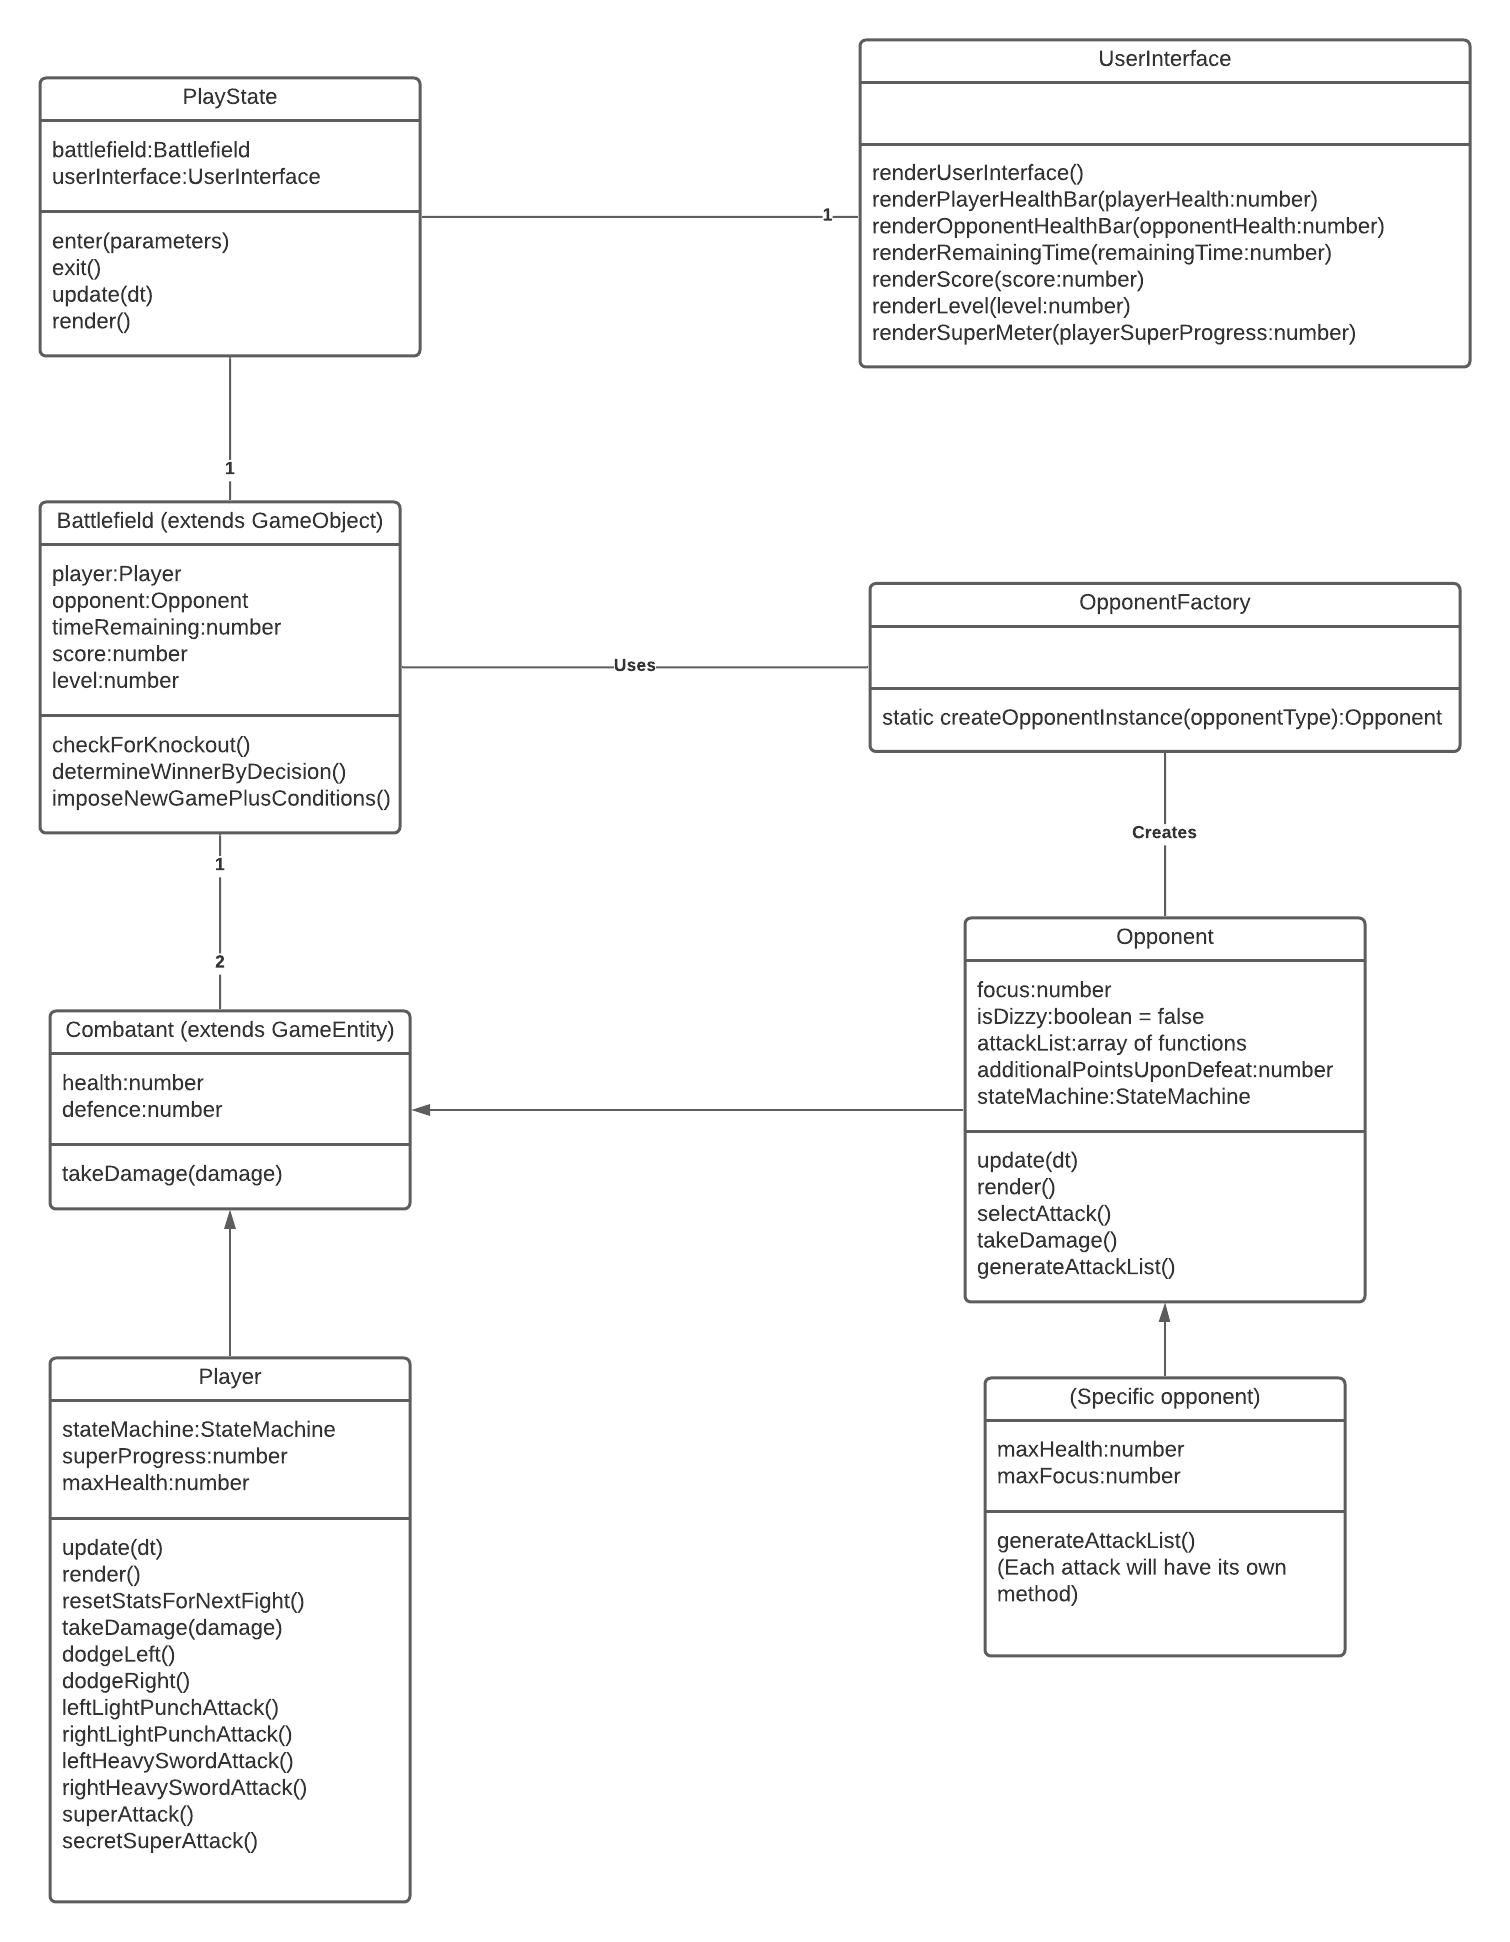 PlayState
battlefield:Battlefield
userInterface:UserInterface
enter(parameters)
exit()
update(dt)
render()
UserInterface
renderUserInterface()
renderPlayerHealthBar(playerHealth:number)
renderOpponentHealthBar(opponentHealth:number)
renderRemainingTime(remainingTime:number)
renderScore(score:number)
renderLevel(level:number)
renderSuperMeter(playerSuperProgress:number)
1
1
Battlefield (extends GameObject)
player:Player
opponent:Opponent
timeRemaining:number
score:number
level:number
checkForKnockout()
determineWinnerByDecision()
imposeNewGamePlusConditions()
Uses
OpponentFactory
static createOpponentInstance(opponentType):Opponent
Creates
1
2
Combatant (extends GameEntity)
health:number
defence:number
takeDamage(damage)
Opponent
focus:number
isDizzy:boolean = false
attackList:array of functions
additionalPointsUponDefeat:number
stateMachine:StateMachine
update(dt)
render()
selectAttack()
takeDamage()
generateAttackList()
Player
stateMachine:StateMachine
superProgress:number
maxHealth:number
update(dt)
render()
resetStatsForNextFight()
takeDamage(damage)
dodgeLeft()
dodgeRight()
leftLightPunchAttack()
rightLightPunchAttack()
leftHeavySwordAttack()
rightHeavySwordAttack()
superAttack()
secretSuperAttack()
(Specific opponent)
maxHealth:number
maxFocus:number
generateAttackList()
(Each attack will have its own
method)